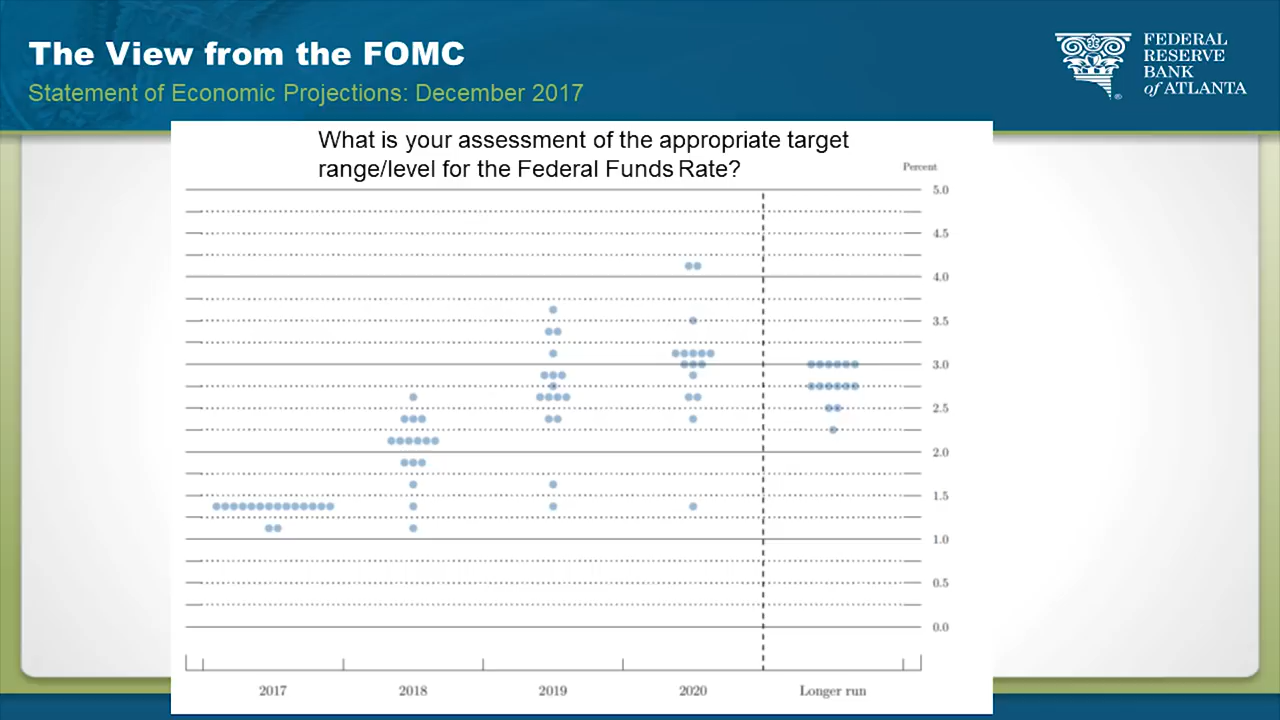 The View from the FOMC
Statement of Economic Projections: December 2017
FEDERAL
RESERVE
BANK
of ATLANTA
®
What is your assessment of the appropriate target
range/level for the Federal Funds Rate?
Percent
5.0
4.5
4.0
3.5
3.0
2.5
2.0
1.5
1.0
0.5
0.0
2017 2018 2019 2020 Longer run